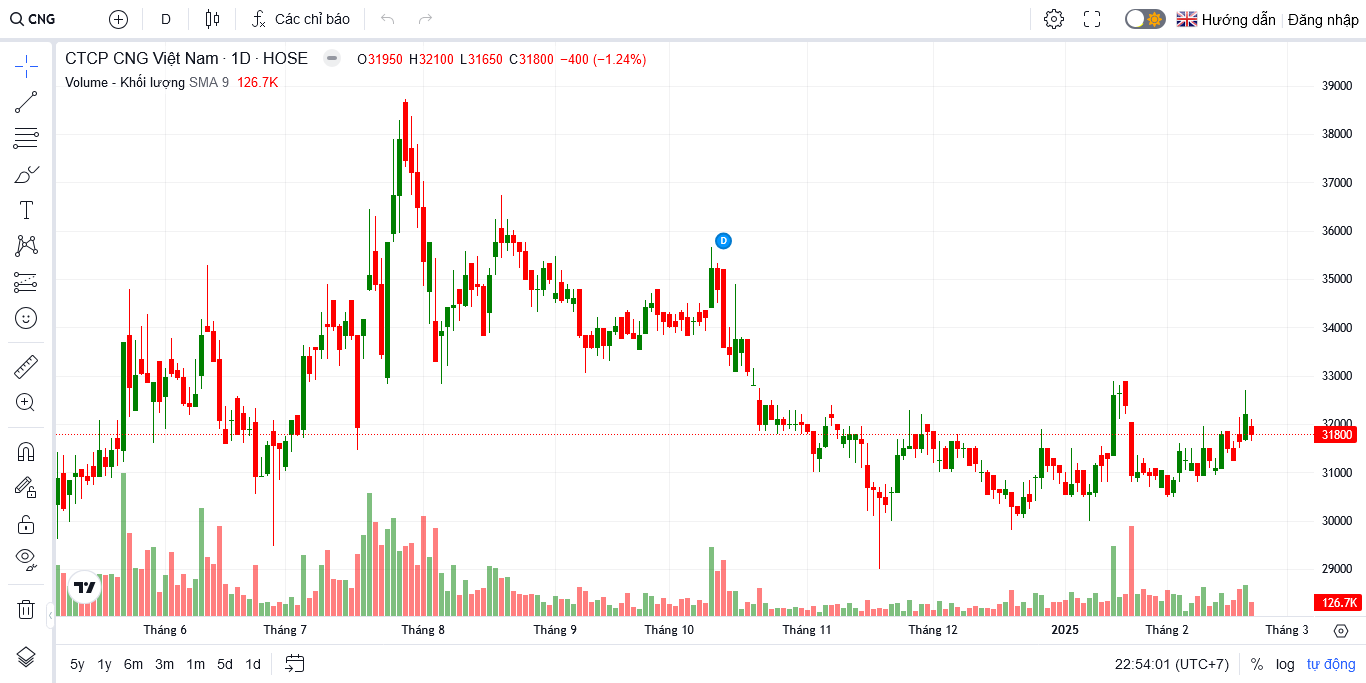 CNG D Các chỉ báo Hướng dẫn Đăng nhập
CTCP CNG Việt Nam · 1D · HOSE O31950 H32100 L31650 C31800 −400 (−1.24%)
Volume - Khối lượng SMA 9 126.7K
39000
38000
37000
36000
D
35000
34000
33000
32000
31800
31000
30000
29000
126.7K
Tháng 6 Tháng 7 Tháng 8 Tháng 9 Tháng 10 Tháng 11 Tháng 12 2025 Tháng 2 Tháng 3
5y 1y 6m 3m 1m 5d 1d 22:54:01 (UTC+7) % log tự động